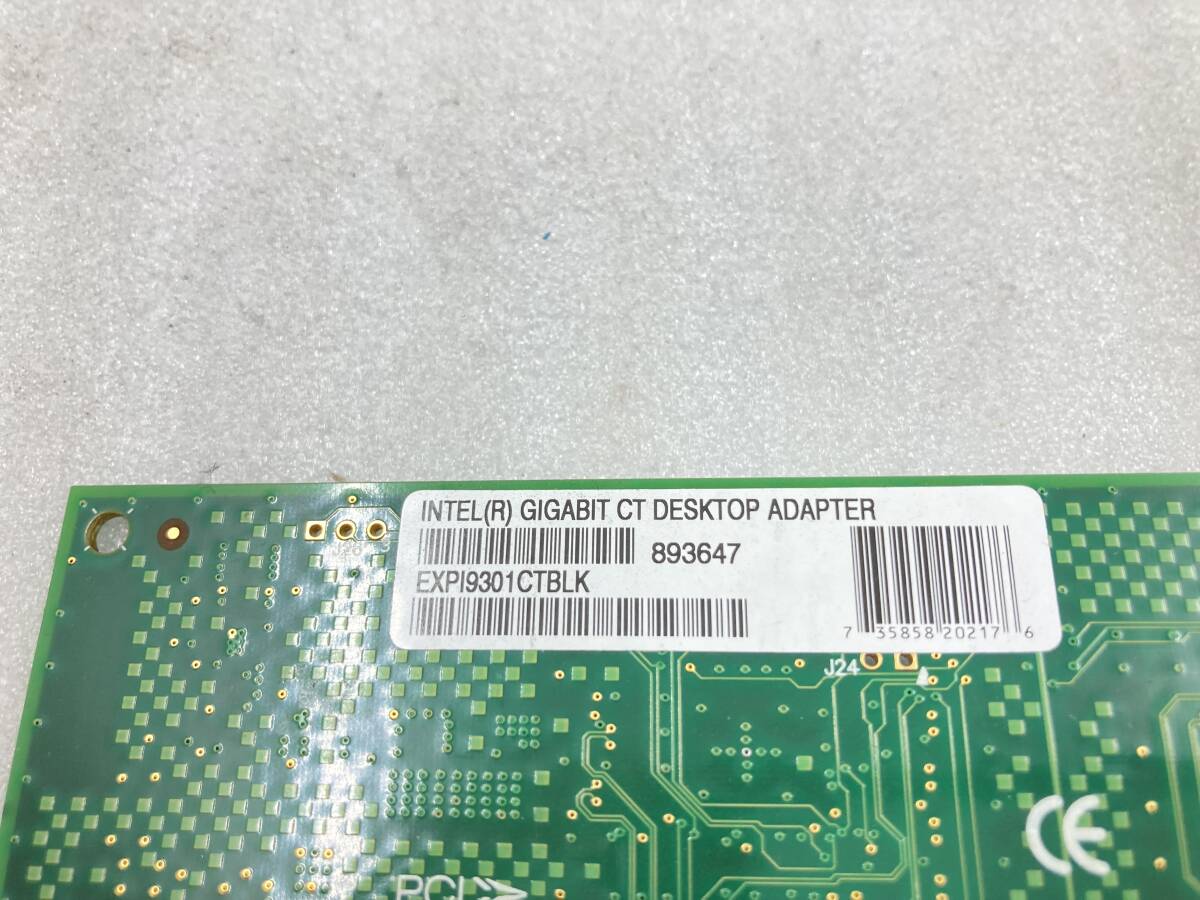 INTEL(R) GIGABIT CT DESKTOP ADAPTER
893647
EXPI9301CTBLK
7 35858 20217 6
J24
CE